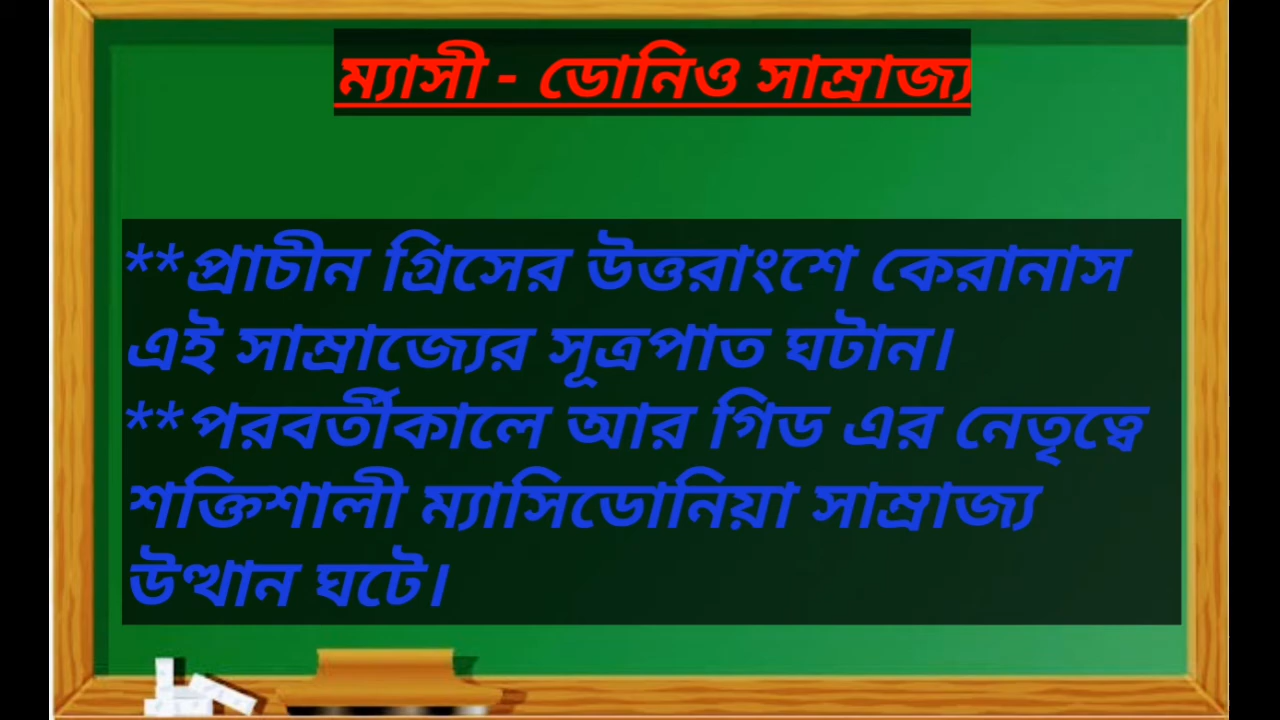 ম্যাসী - ডোনিও সাম্রাজ্য
**প্রাচীন গ্রিসের উত্তরাংশে কেরানাস
এই সাম্রাজ্যের সূত্রপাত ঘটান।
**পরবর্তীকালে আর গিড এর নেতৃত্বে
শক্তিশালী ম্যাসিডোনিয়া সাম্রাজ্য
উত্থান ঘটে।